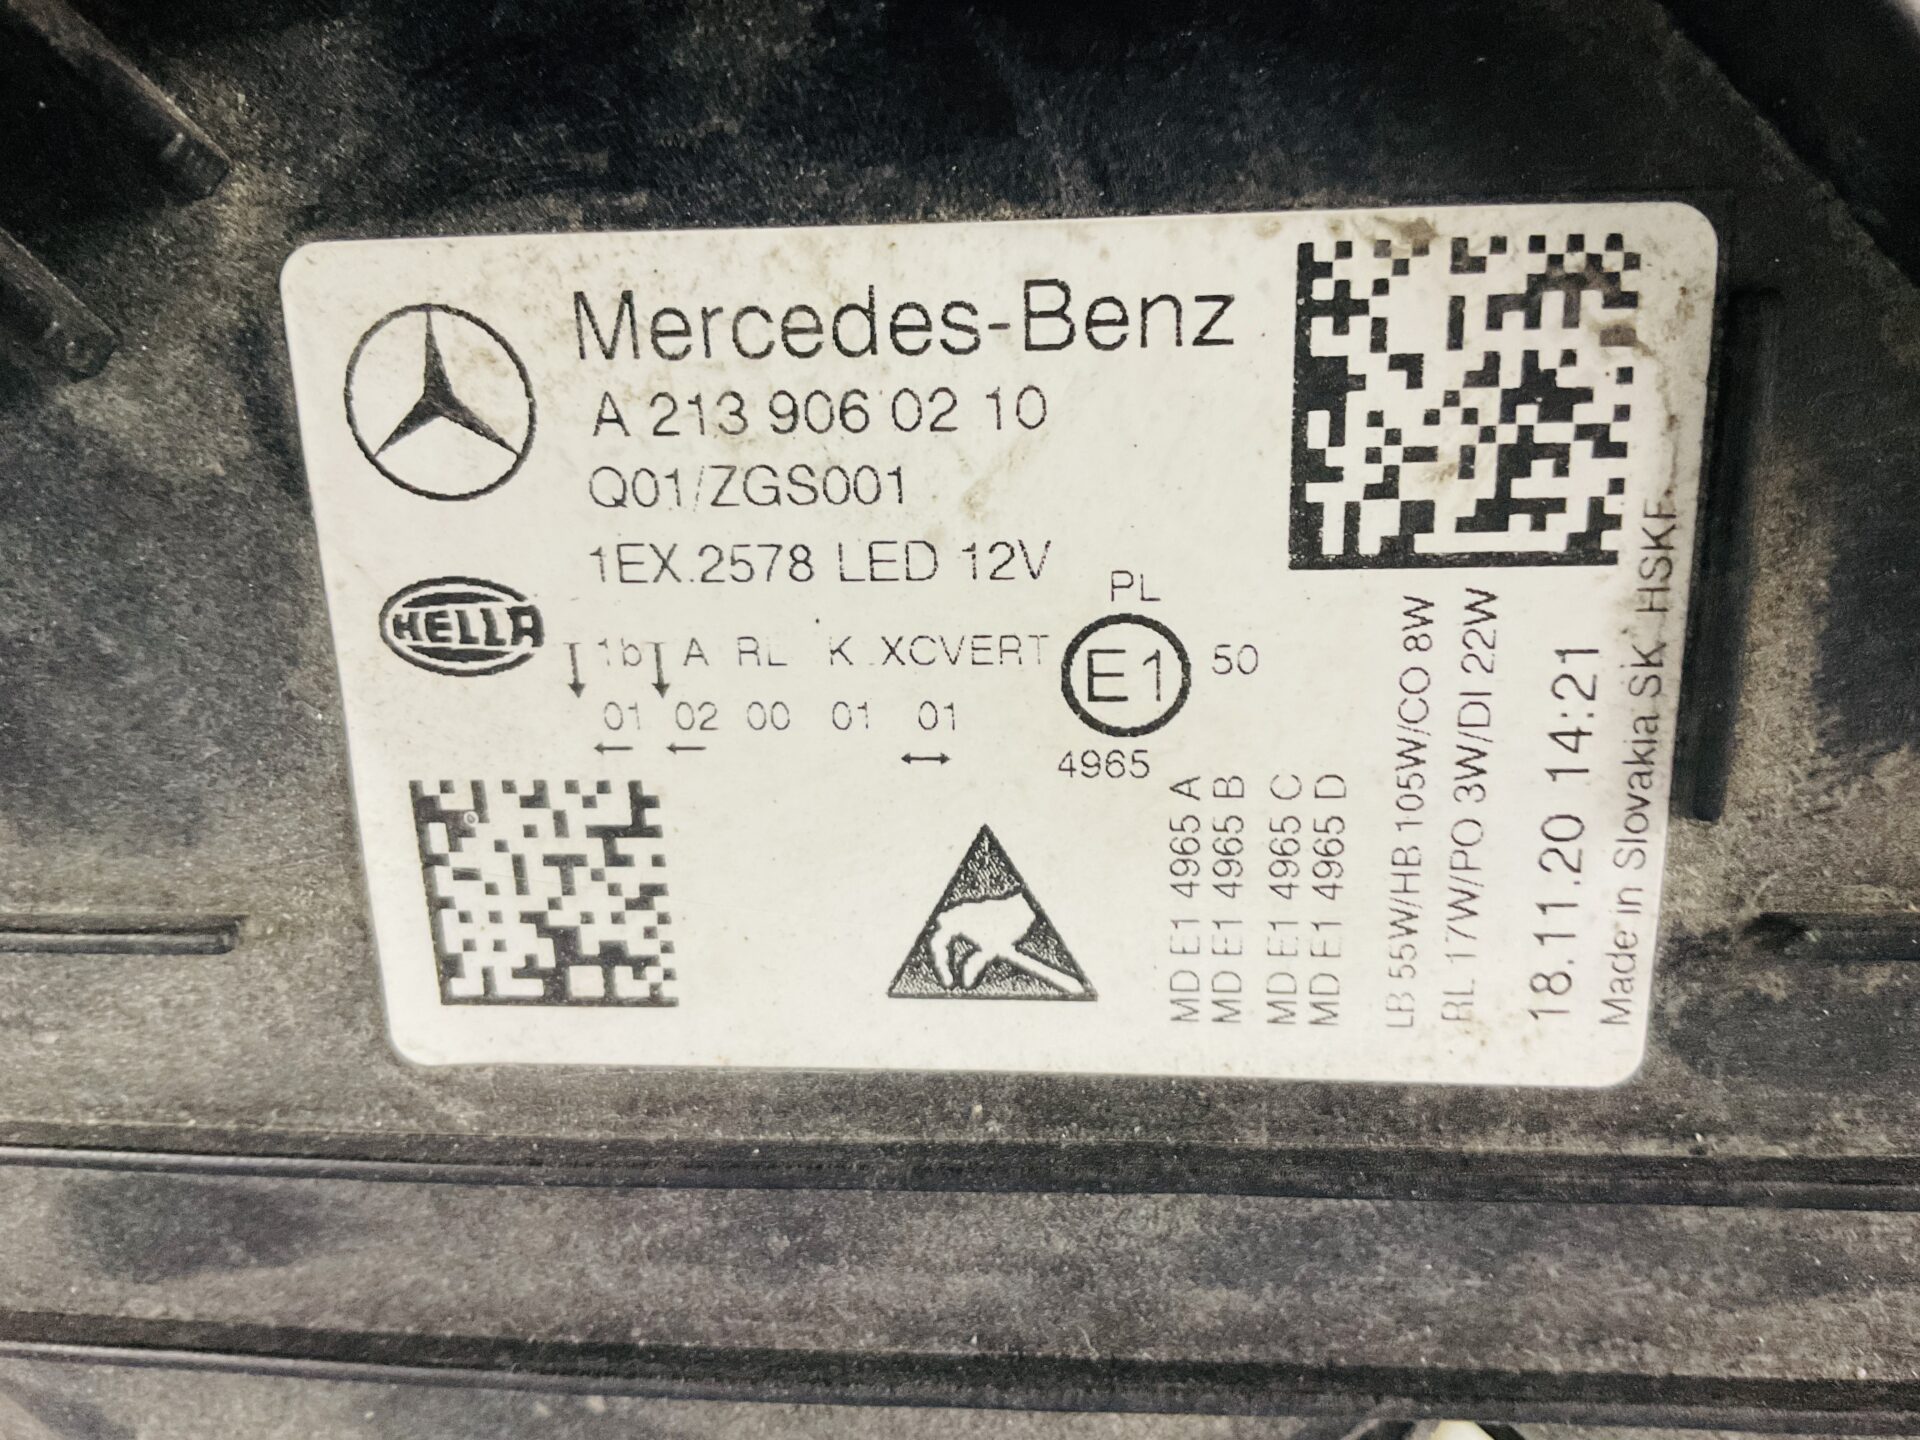 Mercedes-Benz
A 213 906 02 10
Q01/ZGS001
1EX.2578 LED 12V
HELLA
PL
1b A RL K XCVERT
E1 50
01 02 00 01 01
4965
MD E1 4965 A
MD E1 4965 B
MD E1 4965 C
MD E1 4965 D
LB 55W/HB 105W/CO 8W
RL 17W/PO 3W/DI 22W
18.11.20 14:21
Made in Slovakia SK HSKF